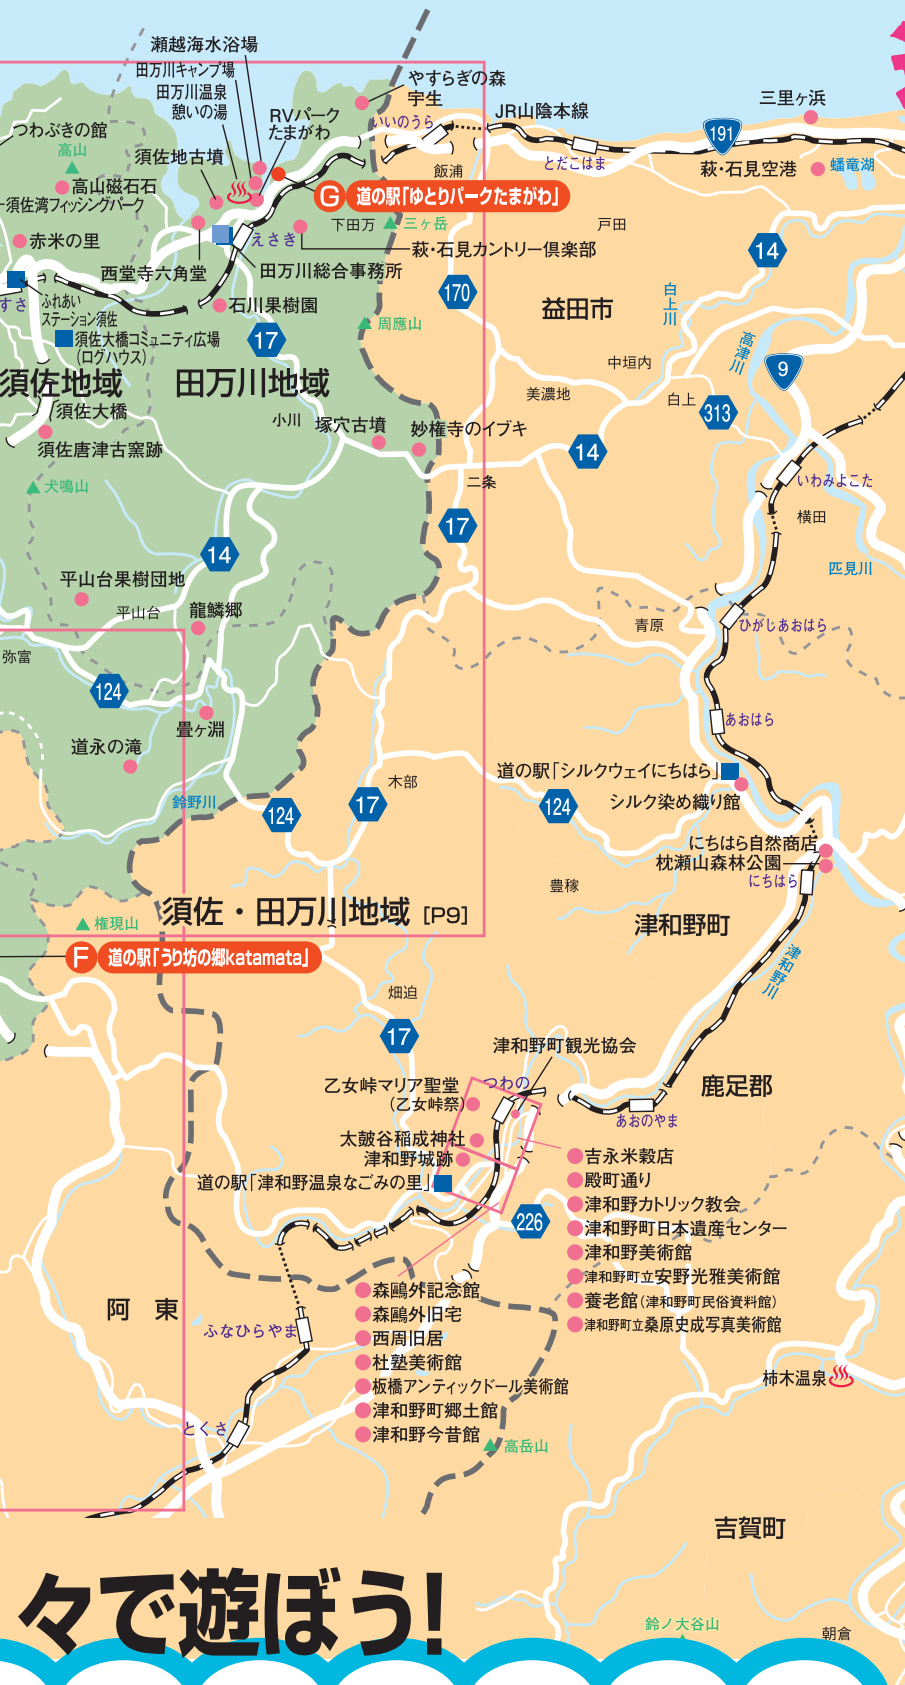 瀬越海水浴場
田万川キャンプ場
田万川温泉
憩いの湯
やすらぎの森
宇生
RVパーク
たまがわ
いいのうら
JR山陰本線
三里ヶ浜
191
つわぶきの館
高山
須佐地古墳
飯浦
とだこはま
萩・石見空港
蟠竜湖
高山磁石石
須佐湾フィッシングパーク
G 道の駅「ゆとりパークたまがわ」
下田万
三ヶ岳
戸田
14
赤米の里
えさき
萩・石見カントリー倶楽部
西堂寺六角堂
田万川総合事務所
170
すさ
ふれあい
ステーション須佐
石川果樹園
益田市
白上川
須佐大橋コミュニティ広場
(ログハウス)
17
周應山
高津川
9
須佐地域
田万川地域
中垣内
美濃地
白上
313
須佐大橋
小川
塚穴古墳
妙権寺のイブキ
須佐唐津古窯跡
14
犬鳴山
二条
いわみよこた
17
横田
14
匹見川
平山台果樹団地
平山台
龍鱗郷
青原
ひがしあおはら
弥富
124
畳ヶ淵
あおはら
道永の滝
木部
道の駅「シルクウェイにちはら」
鈴野川
124
17
124
シルク染め織り館
にちはら自然商店
枕瀬山森林公園
にちはら
豊稼
須佐・田万川地域 [P9]
権現山
津和野町
F 道の駅「うり坊の郷katamata」
津和野川
畑迫
17
津和野町観光協会
乙女峠マリア聖堂
(乙女峠祭)
つわの
鹿足郡
あおのやま
太皷谷稲成神社
津和野城跡
道の駅「津和野温泉なごみの里」
226
吉永米穀店
殿町通り
津和野カトリック教会
津和野町日本遺産センター
津和野美術館
津和野町立安野光雅美術館
養老館(津和野町民俗資料館)
津和野町立桑原史成写真美術館
阿東
ふなひらやま
森鷗外記念館
森鷗外旧宅
西周旧居
杜塾美術館
板橋アンティックドール美術館
津和野町郷土館
津和野今昔館
柿木温泉
とくさ
高岳山
吉賀町
々で遊ぼう!
鈴ノ大谷山
朝倉